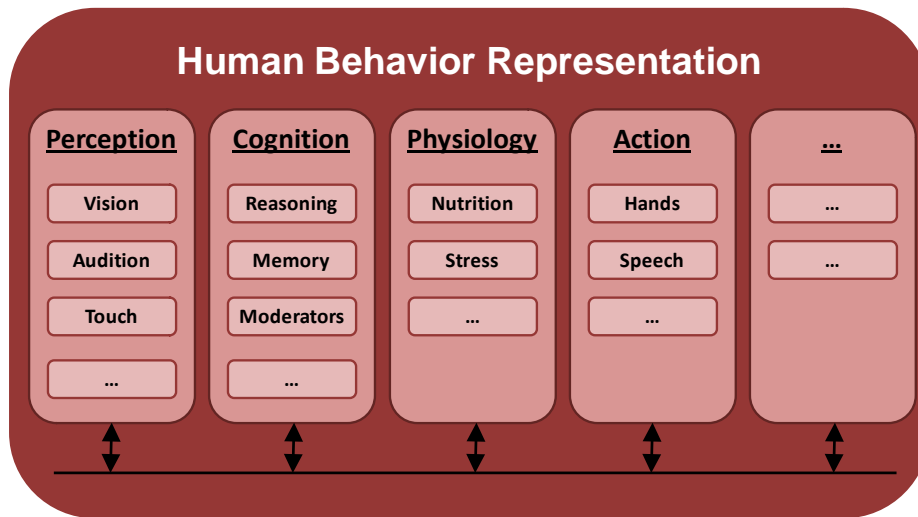 Human Behavior Representation
Perception
Vision
Audition
Touch
...
Cognition
Reasoning
Memory
Moderators
...
Physiology
Nutrition
Stress
...
Action
Hands
Speech
...
...
...
...